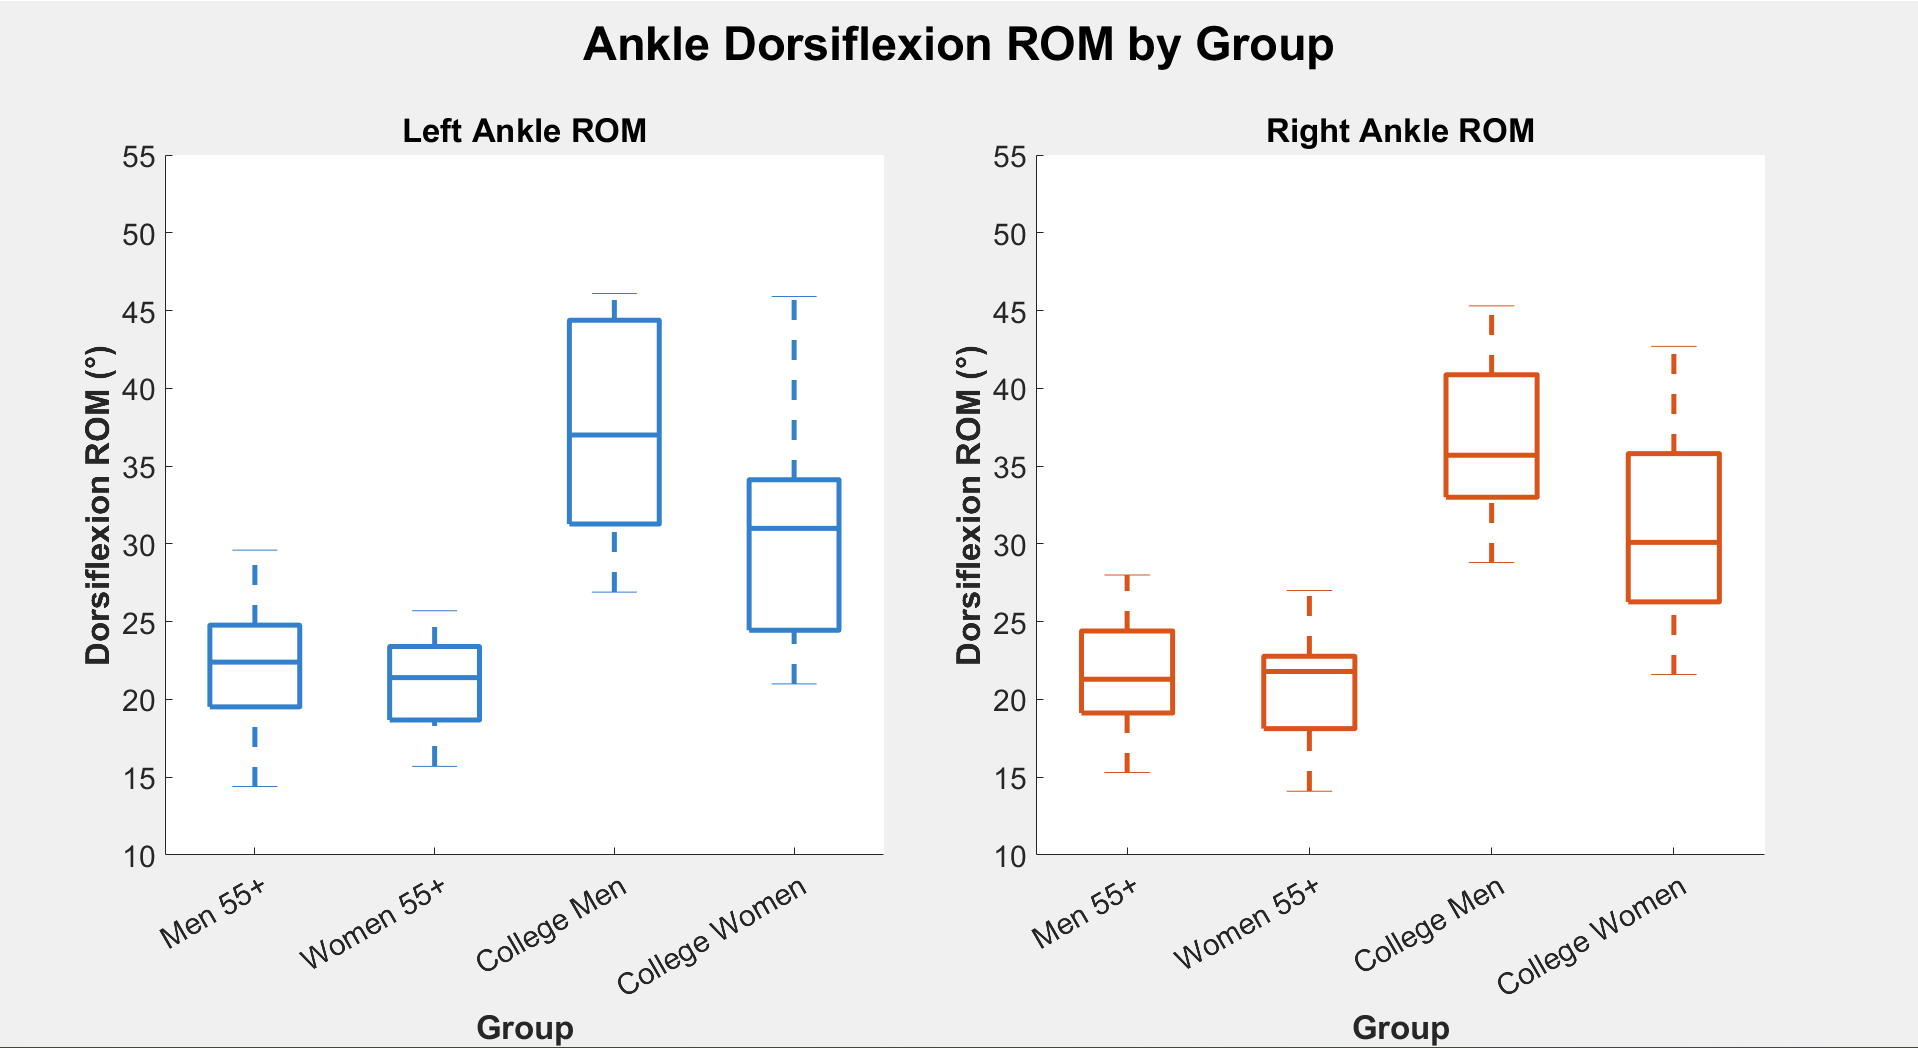 Ankle Dorsiflexion ROM by Group
Left Ankle ROM
55
50
45
40
35
30
25
20
15
10
Dorsiflexion ROM (°)
Men 55+
Women 55+
College Men
College Women
Group
Right Ankle ROM
55
50
45
40
35
30
25
20
15
10
Dorsiflexion ROM (°)
Men 55+
Women 55+
College Men
College Women
Group